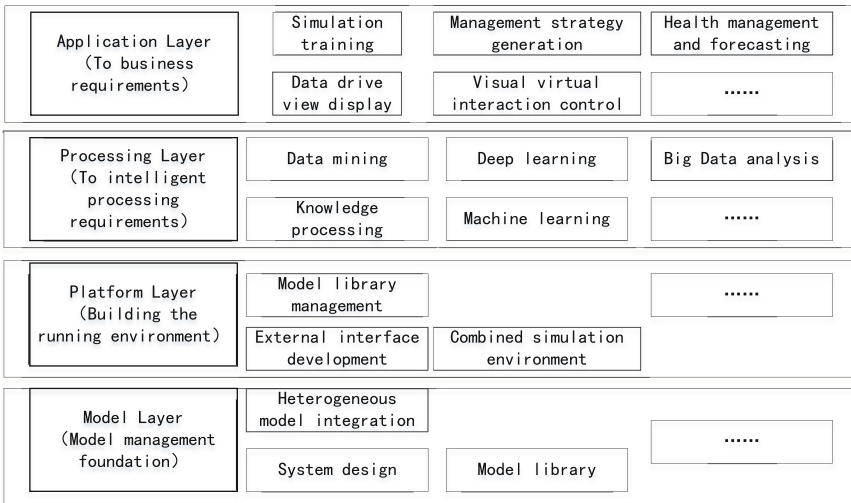 Application Layer
（To business
requirements）
Simulation
training
Management strategy
generation
Health management
and forecasting
Data drive
view display
Visual virtual
interaction control
……
Processing Layer
（To intelligent
processing
requirements）
Data mining
Deep learning
Big Data analysis
Knowledge
processing
Machine learning
……
Platform Layer
（Building the
running environment）
Model library
management
……
External interface
development
Combined simulation
environment
Model Layer
（Model management
foundation）
Heterogeneous
model integration
……
System design
Model library